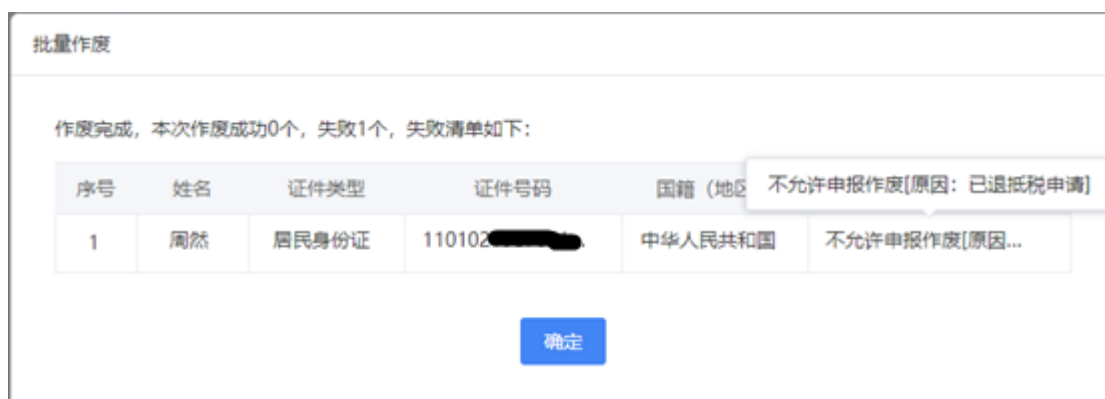 批量作废
作废完成，本次作废成功0个，失败1个，失败清单如下：
序号 姓名 证件类型 证件号码 国籍（地区 不允许申报作废[原因：已退抵税申请]
1 周然 居民身份证 110102 中华人民共和国 不允许申报作废[原因...
确定